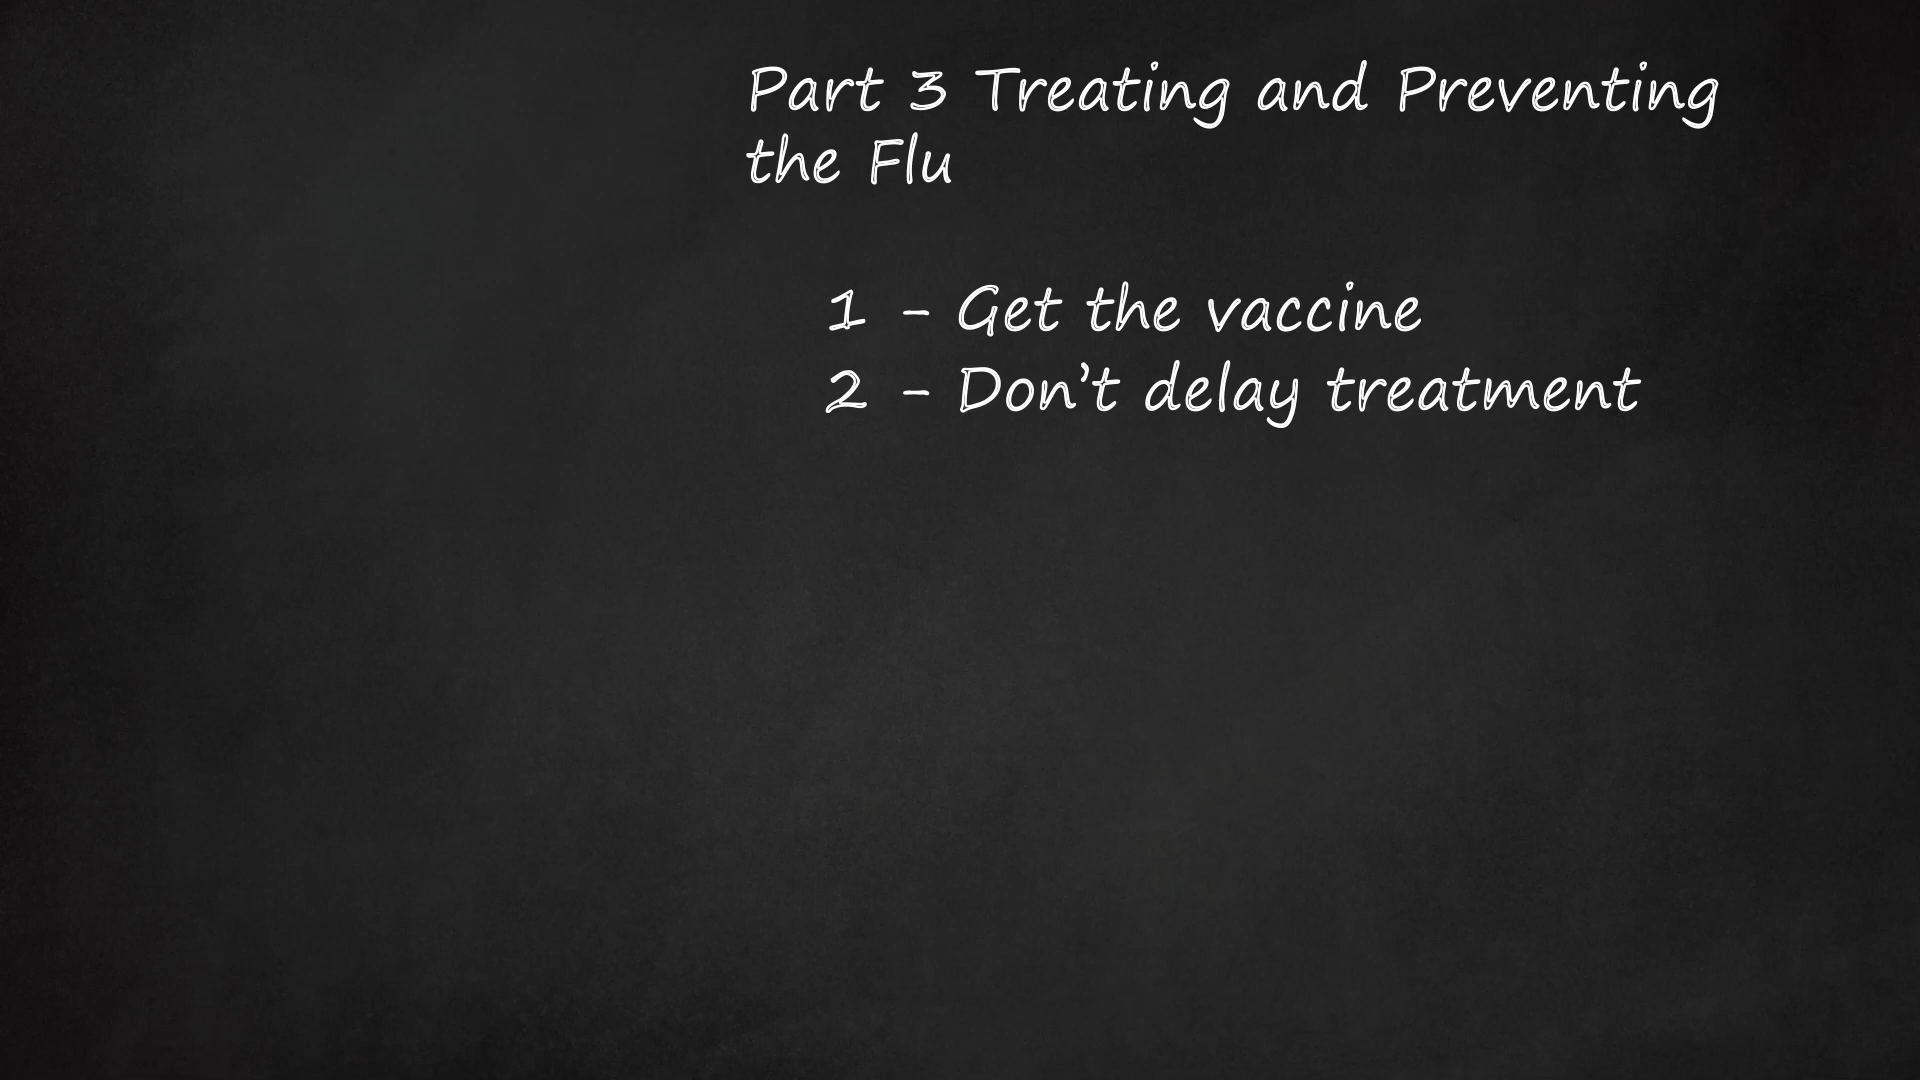 Part 3 Treating and Preventing
the Flu
1 - Get the vaccine
2 - Don’t delay treatment